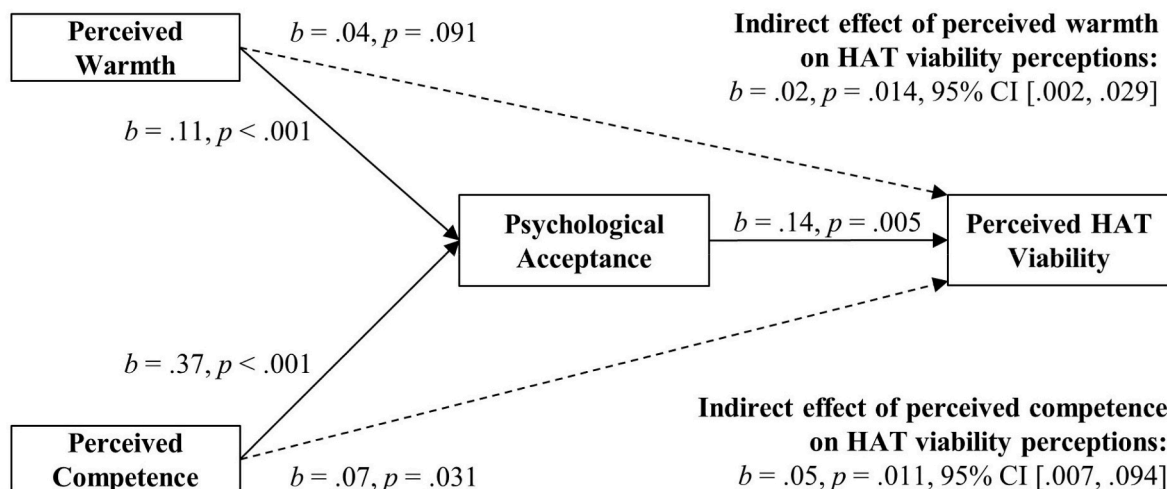 Perceived
Warmth
b = .04, p = .091
Indirect effect of perceived warmth
on HAT viability perceptions:
b = .02, p = .014, 95% CI [.002, .029]
b = .11, p < .001
Psychological
Acceptance
b = .14, p = .005
Perceived HAT
Viability
b = .37, p < .001
Perceived
Competence
b = .07, p = .031
Indirect effect of perceived competence
on HAT viability perceptions:
b = .05, p = .011, 95% CI [.007, .094]